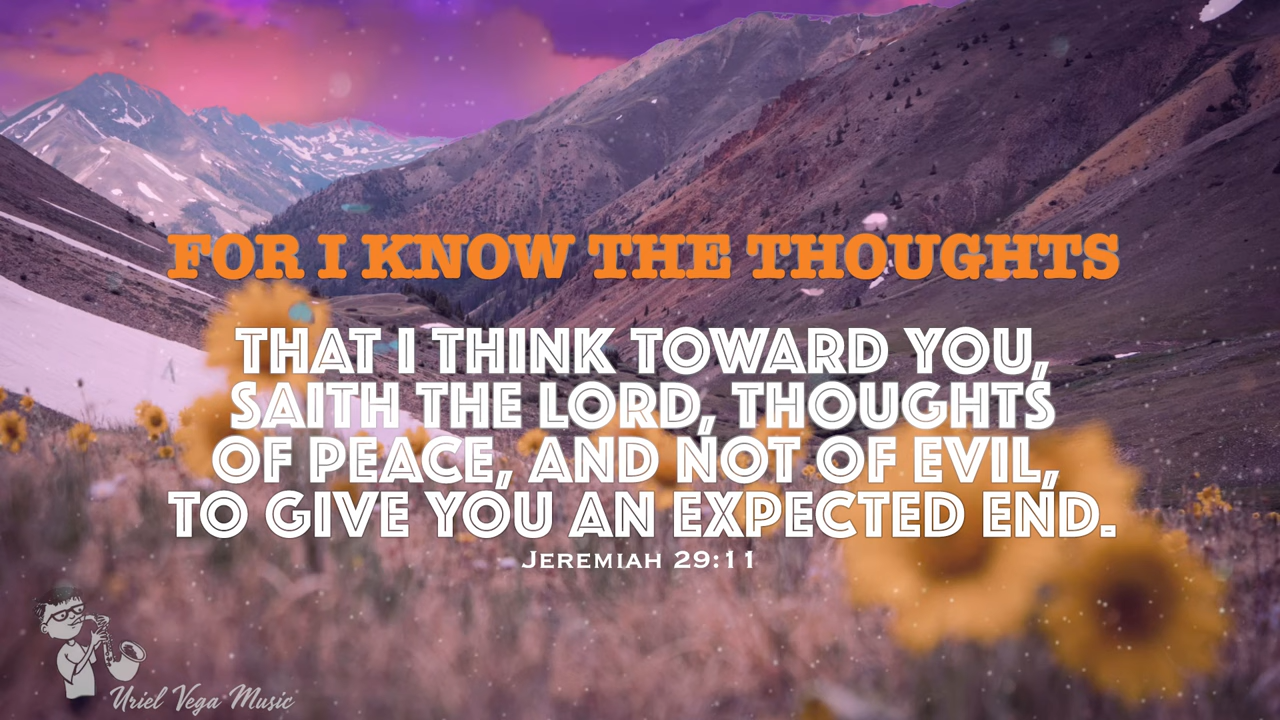 FOR I KNOW THE THOUGHTS
THAT I THINK TOWARD YOU,
SAITH THE LORD, THOUGHTS
OF PEACE, AND NOT OF EVIL,
TO GIVE YOU AN EXPECTED END.
JEREMIAH 29:11
Uriel Vega Music